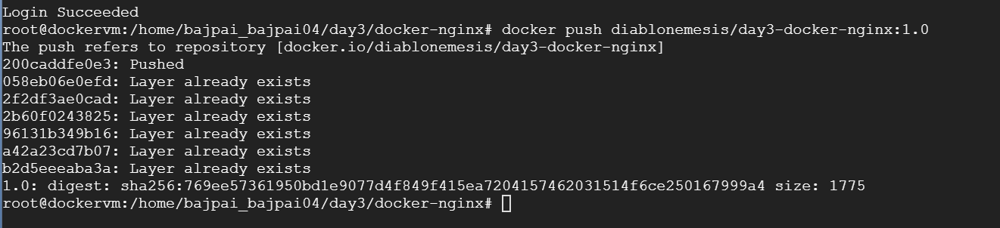 Login Succeeded
root@dockervm:/home/bajpai_bajpai04/day3/docker-nginx# docker push diablonemesis/day3-docker-nginx:1.0
The push refers to repository [docker.io/diablonemesis/day3-docker-nginx]
200caddfe0e3: Pushed
058eb06e0efd: Layer already exists
2f2df3ae0cad: Layer already exists
2b60f0243825: Layer already exists
96131b349b16: Layer already exists
a42a23cd7b07: Layer already exists
b2d5eeeaba3a: Layer already exists
1.0: digest: sha256:769ee57361950bd1e9077d4f849f415ea7204157462031514f6ce250167999a4 size: 1775
root@dockervm:/home/bajpai_bajpai04/day3/docker-nginx#